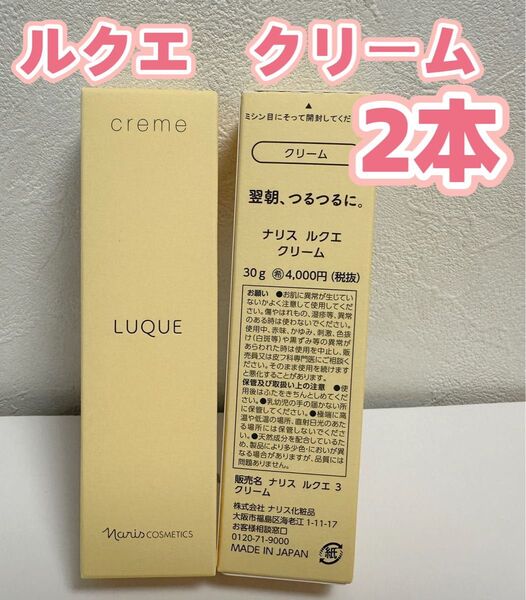 ルクエ クリーム
2本
creme
LUQUE
naris COSMETICS
ミシン目にそって開封してくだ
クリーム
翌朝、つるつるに。
ナリス ルクエ
クリーム
30g ㊗4,000円(税抜)
お願い ●お肌に異常が生じてい
ないかよく注意して使用してくだ
さい。傷やはれもの、湿疹等、異常
のある時は使わないでください。
使用中、赤味、かゆみ、刺激、色抜
け(白斑等)や黒ずみ等の異常が
あらわれた時は使用を中止し、販
売員又は皮フ科専門医にご相談く
ださい。そのまま使用を続けますと
悪化することがあります。
保管及び取扱い上の注意 ●使
用後はふたをきちんとしめてくだ
さい。●乳幼児の手の届かない所
に保管してください。●極端に高
温や低温の場所、直射日光のあた
る場所には保管しないでくださ
い。●天然成分を配合しているた
め、製品により多少色・においが異
なる場合がありますが、品質には
問題ありません。
販売名 ナリス ルクエ 3
クリーム
株式会社 ナリス化粧品
大阪市福島区海老江 1-11-17
お客様相談窓口
0120-71-9000
MADE IN JAPAN
紙